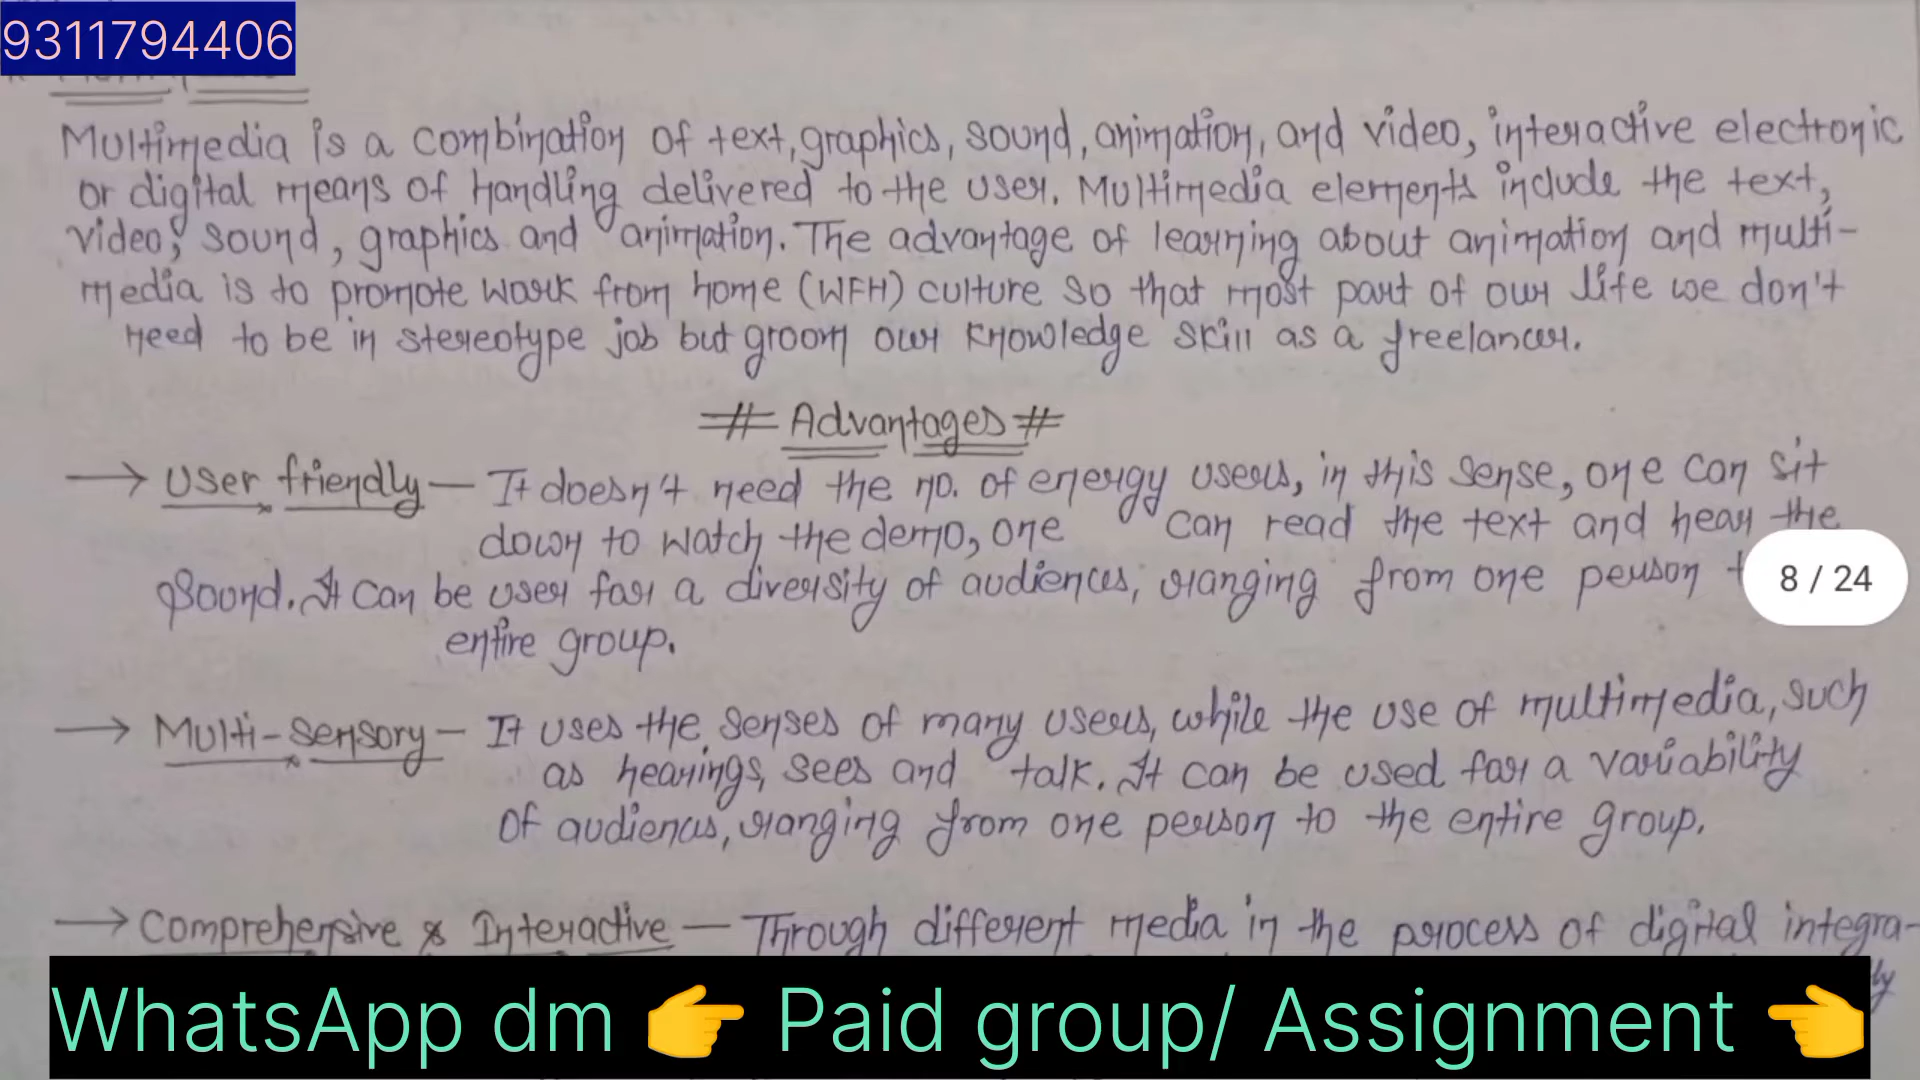 9311794406
Multimedia is a combination of text, graphics, sound, animation, and video, interactive electronic
or digital means of handling delivered to the user. Multimedia elements include the text,
video, sound, graphics and animation. The advantage of learning about animation and multi-
media is to promote work from home (WFH) culture so that most part of our life we don't
need to be in stereotype job but groom our knowledge skill as a freelancer.
# Advantages #
→ User friendly — It doesn't need the no. of energy users, in this sense, one can sit
down to watch the demo, one can read the text and hear the
sound. It can be user for a diversity of audiences, ranging from one person
8 / 24
entire group.
→ Multi-sensory — It uses the senses of many users, while the use of multimedia, such
as hearings, sees and talk. It can be used for a variability
of audiences, ranging from one person to the entire group.
→ Comprehensive & Interactive — Through different media in the process of digital integra-
WhatsApp dm 👉 Paid group/ Assignment 👈